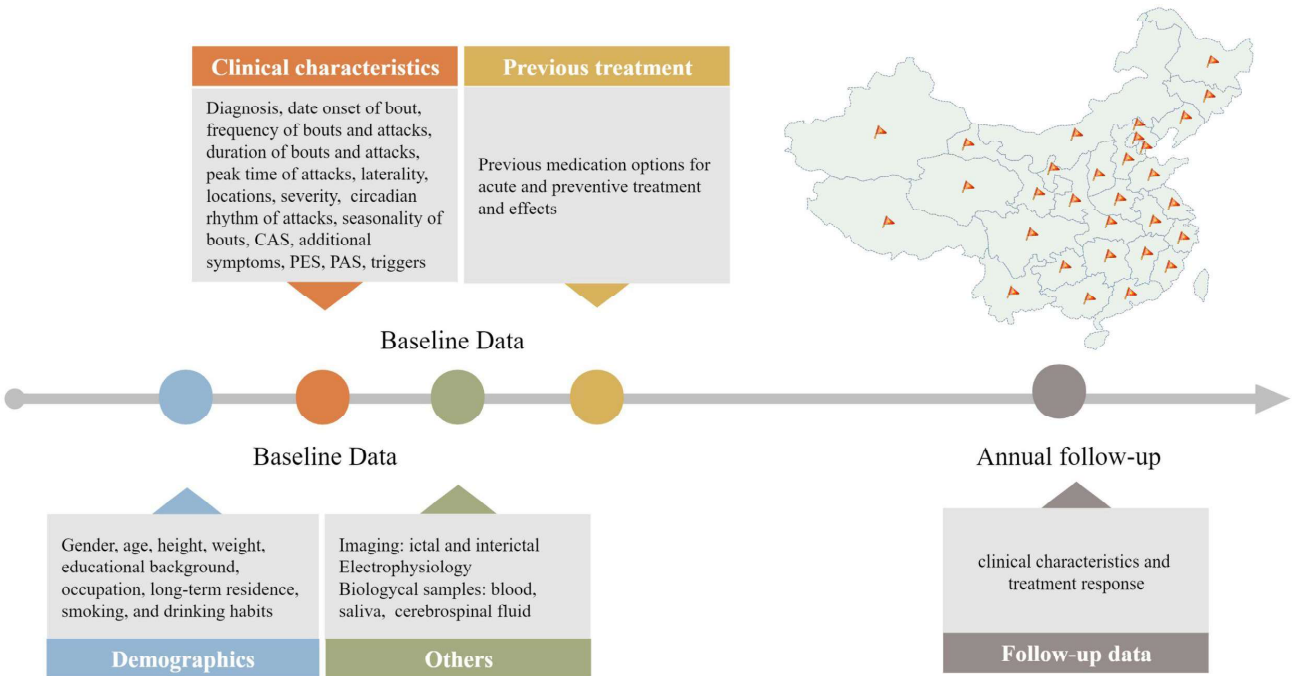 Clinical characteristics
Diagnosis, date onset of bout,
frequency of bouts and attacks,
duration of bouts and attacks,
peak time of attacks, laterality,
locations, severity, circadian
rhythm of attacks, seasonality of
bouts, CAS, additional
symptoms, PES, PAS, triggers
Previous treatment
Previous medication options for
acute and preventive treatment
and effects
Baseline Data
Baseline Data
Annual follow-up
Gender, age, height, weight,
educational background,
occupation, long-term residence,
smoking, and drinking habits
Demographics
Imaging: ictal and interictal
Electrophysiology
Biologycal samples: blood,
saliva, cerebrospinal fluid
Others
clinical characteristics and
treatment response
Follow-up data